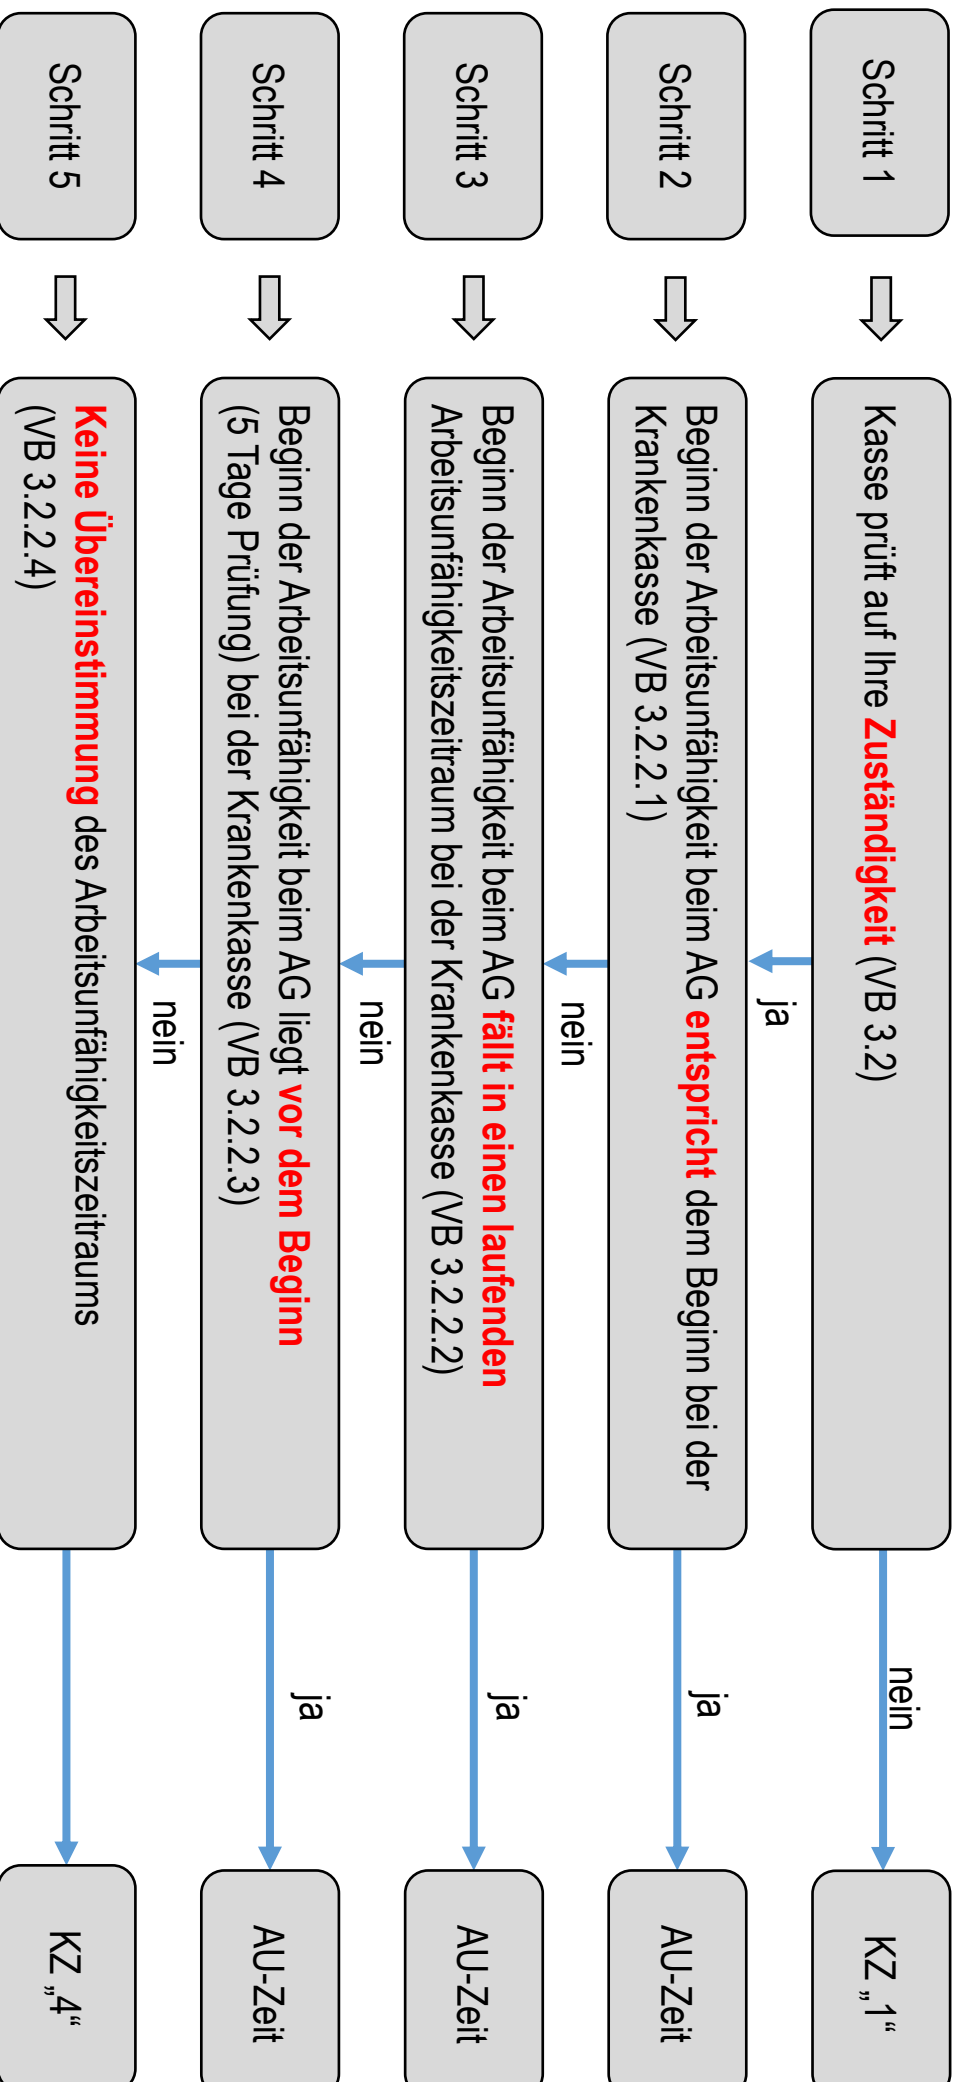 Schritt 1
Kasse prüft auf Ihre Zuständigkeit (VB 3.2)
nein
KZ „1“
ja
Schritt 2
Beginn der Arbeitsunfähigkeit beim AG entspricht dem Beginn bei der
Krankenkasse (VB 3.2.2.1)
ja
AU-Zeit
nein
Schritt 3
Beginn der Arbeitsunfähigkeit beim AG fällt in einen laufenden
Arbeitsunfähigkeitszeitraum bei der Krankenkasse (VB 3.2.2.2)
ja
AU-Zeit
nein
Schritt 4
Beginn der Arbeitsunfähigkeit beim AG liegt vor dem Beginn
(5 Tage Prüfung) bei der Krankenkasse (VB 3.2.2.3)
ja
AU-Zeit
nein
Schritt 5
Keine Übereinstimmung des Arbeitsunfähigkeitszeitraums
(VB 3.2.2.4)
KZ „4“